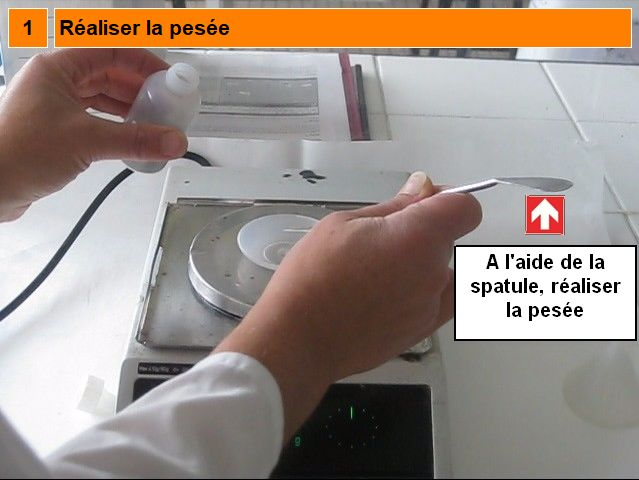 1 Réaliser la pesée
A l'aide de la
spatule, réaliser
la pesée
g